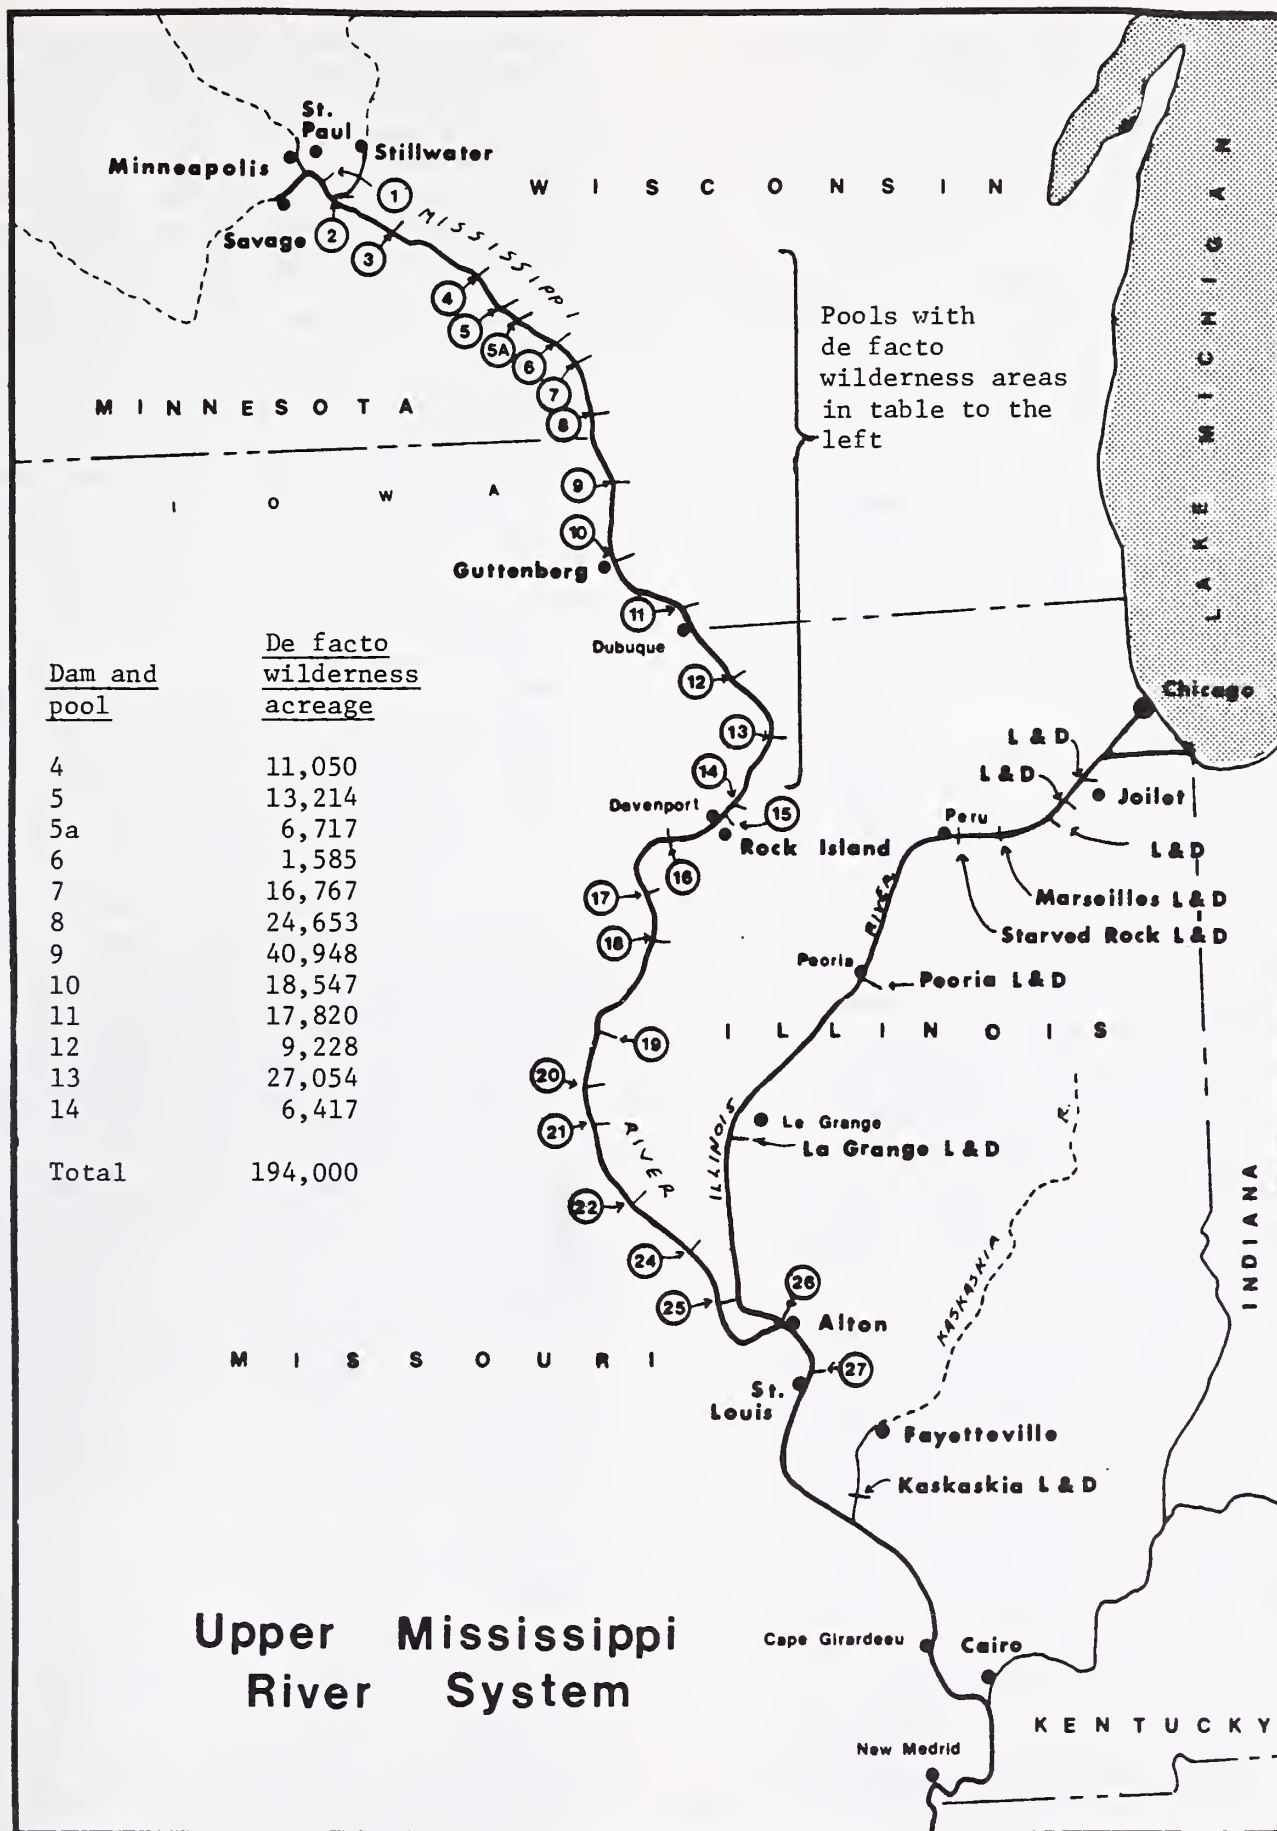 St.
Paul
Minneapolis
Stillwater
Savage
1
2
3
MISSISSIPPI
W I S C O N S I N
LAKE MICHIGAN
4
5
5A
6
7
8
Pools with
de facto
wilderness areas
in table to the
left
M I N N E S O T A
I O W A
9
10
Guttenberg
11
Dubuque
12
13
14
Davenport
15
Rock Island
16
17
18
Chicago
L & D
L & D
Joilet
Peru
L & D
Marseilles L & D
Starved Rock L & D
RIVER
Peoria
Peoria L & D
I L L I N O I S
Dam and
pool
De facto
wilderness
acreage
4 11,050
5 13,214
5a 6,717
6 1,585
7 16,767
8 24,653
9 40,948
10 18,547
11 17,820
12 9,228
13 27,054
14 6,417
Total 194,000
19
20
21
RIVER
22
24
25
ILLINOIS
Le Grange
La Grange L & D
KASKASKIA
R.
INDIANA
26
Alton
M I S S O U R I
27
St.
Louis
Fayetteville
Kaskaskia L & D
Upper Mississippi
River System
Cape Girardeeu
Cairo
K E N T U C K Y
New Medrid